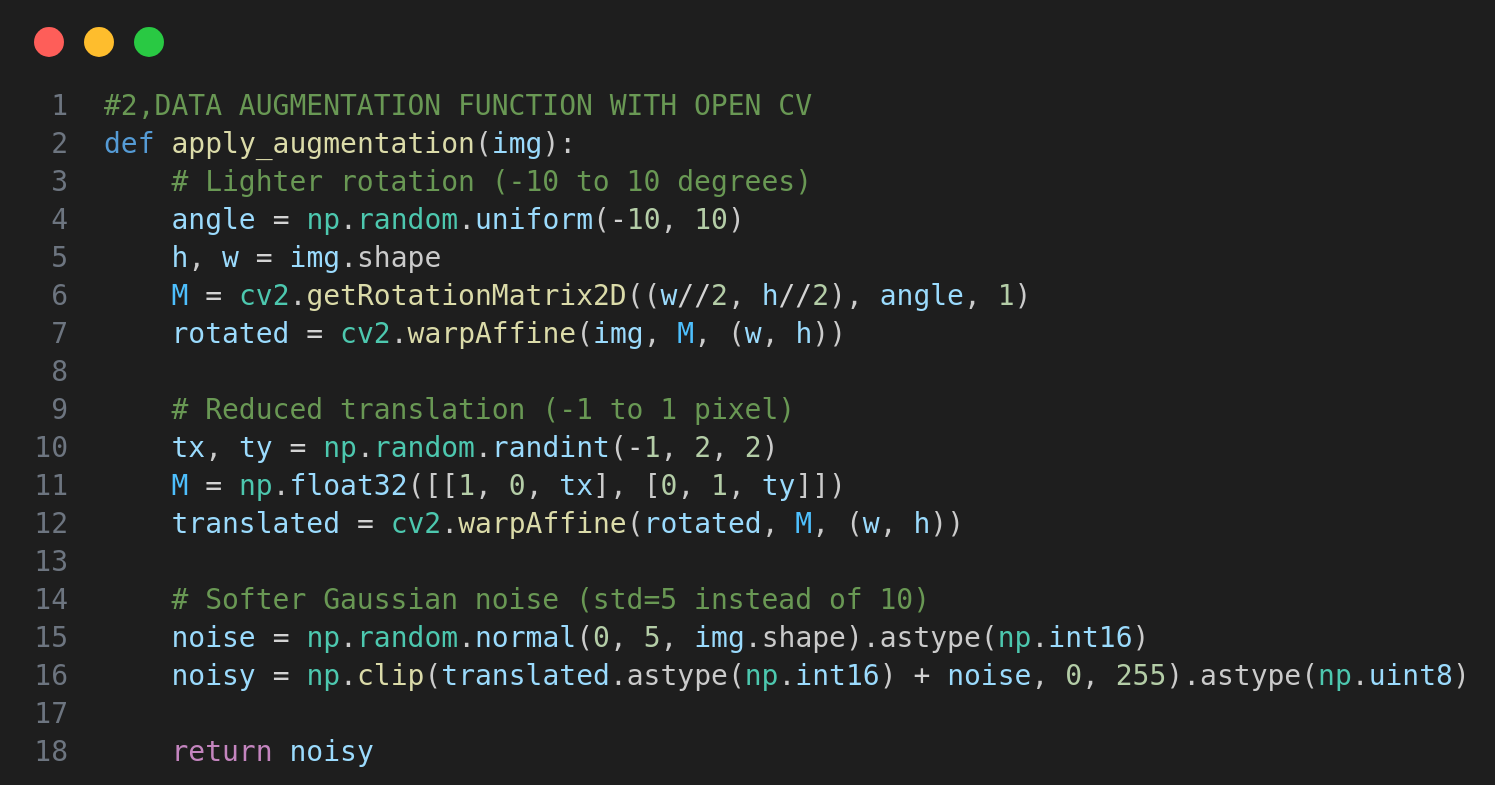 1 #2,DATA AUGMENTATION FUNCTION WITH OPEN CV
2 def apply_augmentation(img):
3     # Lighter rotation (-10 to 10 degrees)
4     angle = np.random.uniform(-10, 10)
5     h, w = img.shape
6     M = cv2.getRotationMatrix2D((w//2, h//2), angle, 1)
7     rotated = cv2.warpAffine(img, M, (w, h))
8
9     # Reduced translation (-1 to 1 pixel)
10     tx, ty = np.random.randint(-1, 2, 2)
11     M = np.float32([[1, 0, tx], [0, 1, ty]])
12     translated = cv2.warpAffine(rotated, M, (w, h))
13
14     # Softer Gaussian noise (std=5 instead of 10)
15     noise = np.random.normal(0, 5, img.shape).astype(np.int16)
16     noisy = np.clip(translated.astype(np.int16) + noise, 0, 255).astype(np.uint8)
17
18     return noisy